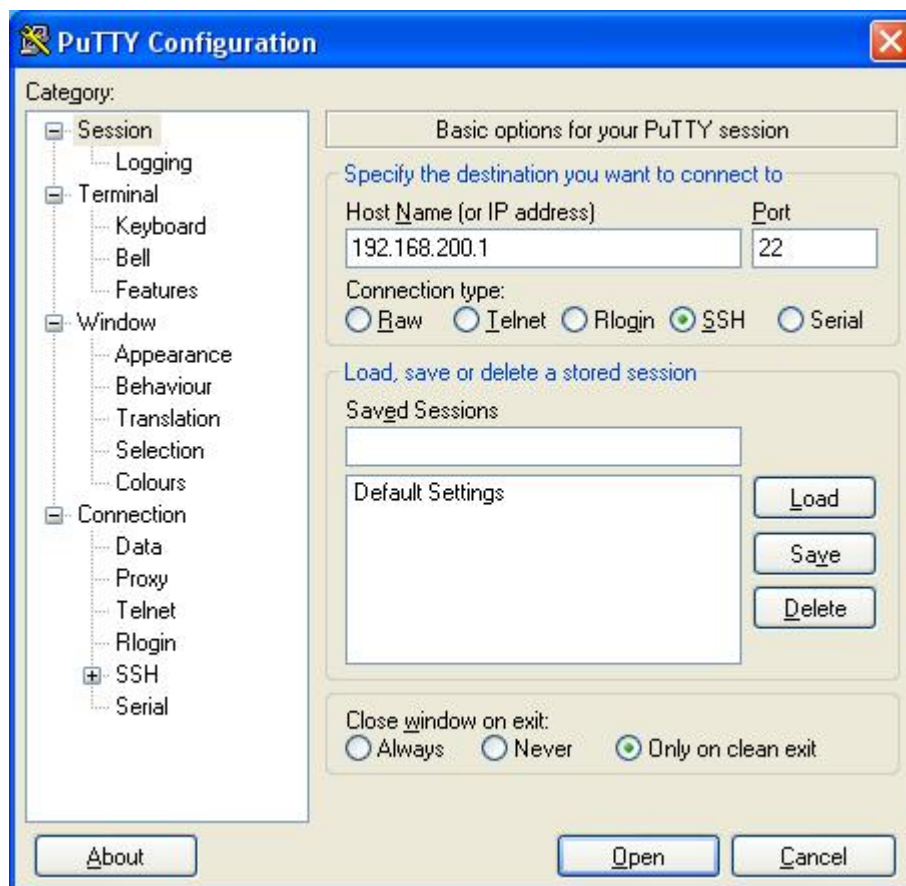 PuTTY Configuration
Category:
Session
Logging
Terminal
Keyboard
Bell
Features
Window
Appearance
Behaviour
Translation
Selection
Colours
Connection
Data
Proxy
Telnet
Rlogin
SSH
Serial
Basic options for your PuTTY session
Specify the destination you want to connect to
Host Name (or IP address) Port
192.168.200.1 22
Connection type:
Raw Telnet Rlogin SSH Serial
Load, save or delete a stored session
Saved Sessions
Default Settings
Load
Save
Delete
Close window on exit:
Always Never Only on clean exit
About Open Cancel